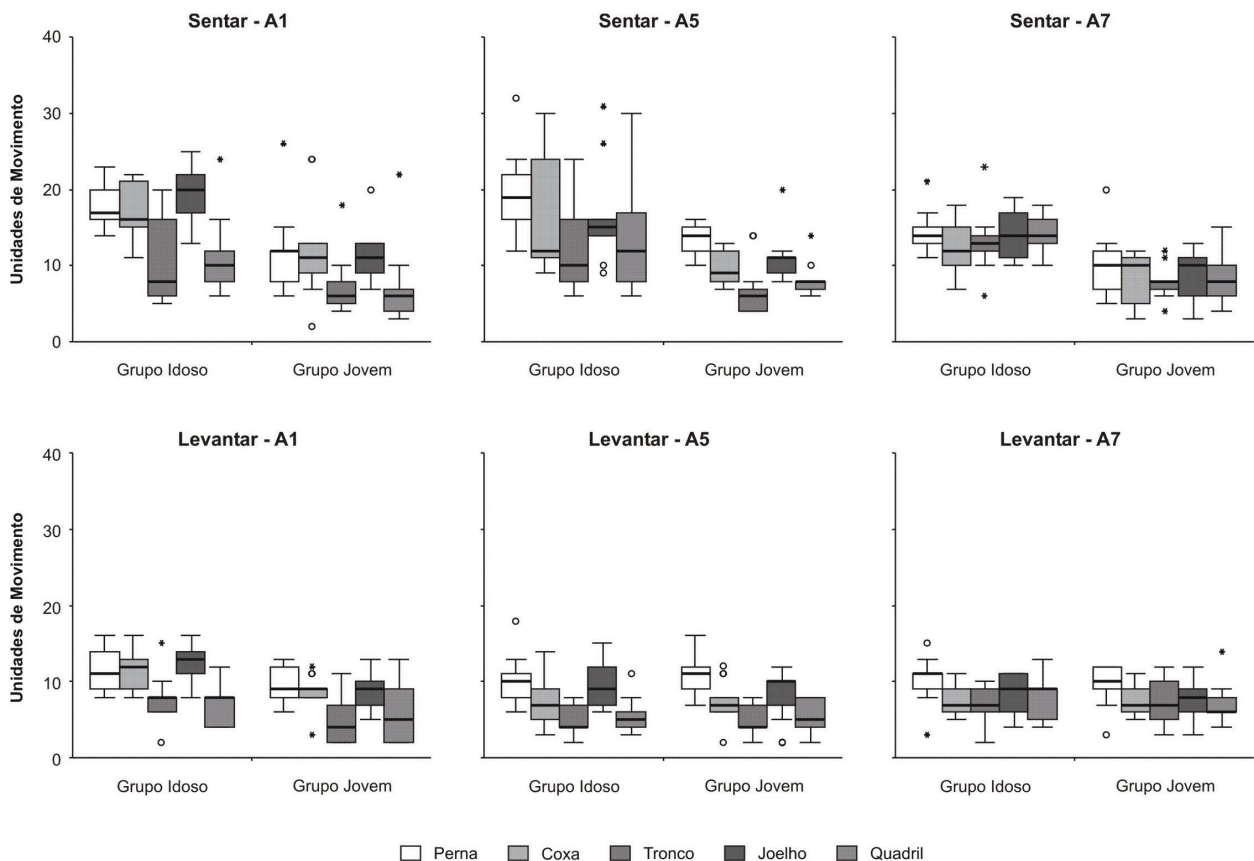 Sentar - A1
Sentar - A5
Sentar - A7
Unidades de Movimento
40
30
20
10
0
Grupo Idoso
Grupo Jovem
Grupo Idoso
Grupo Jovem
Grupo Idoso
Grupo Jovem
Levantar - A1
Levantar - A5
Levantar - A7
Unidades de Movimento
40
30
20
10
0
Grupo Idoso
Grupo Jovem
Grupo Idoso
Grupo Jovem
Grupo Idoso
Grupo Jovem
Perna Coxa Tronco Joelho Quadril